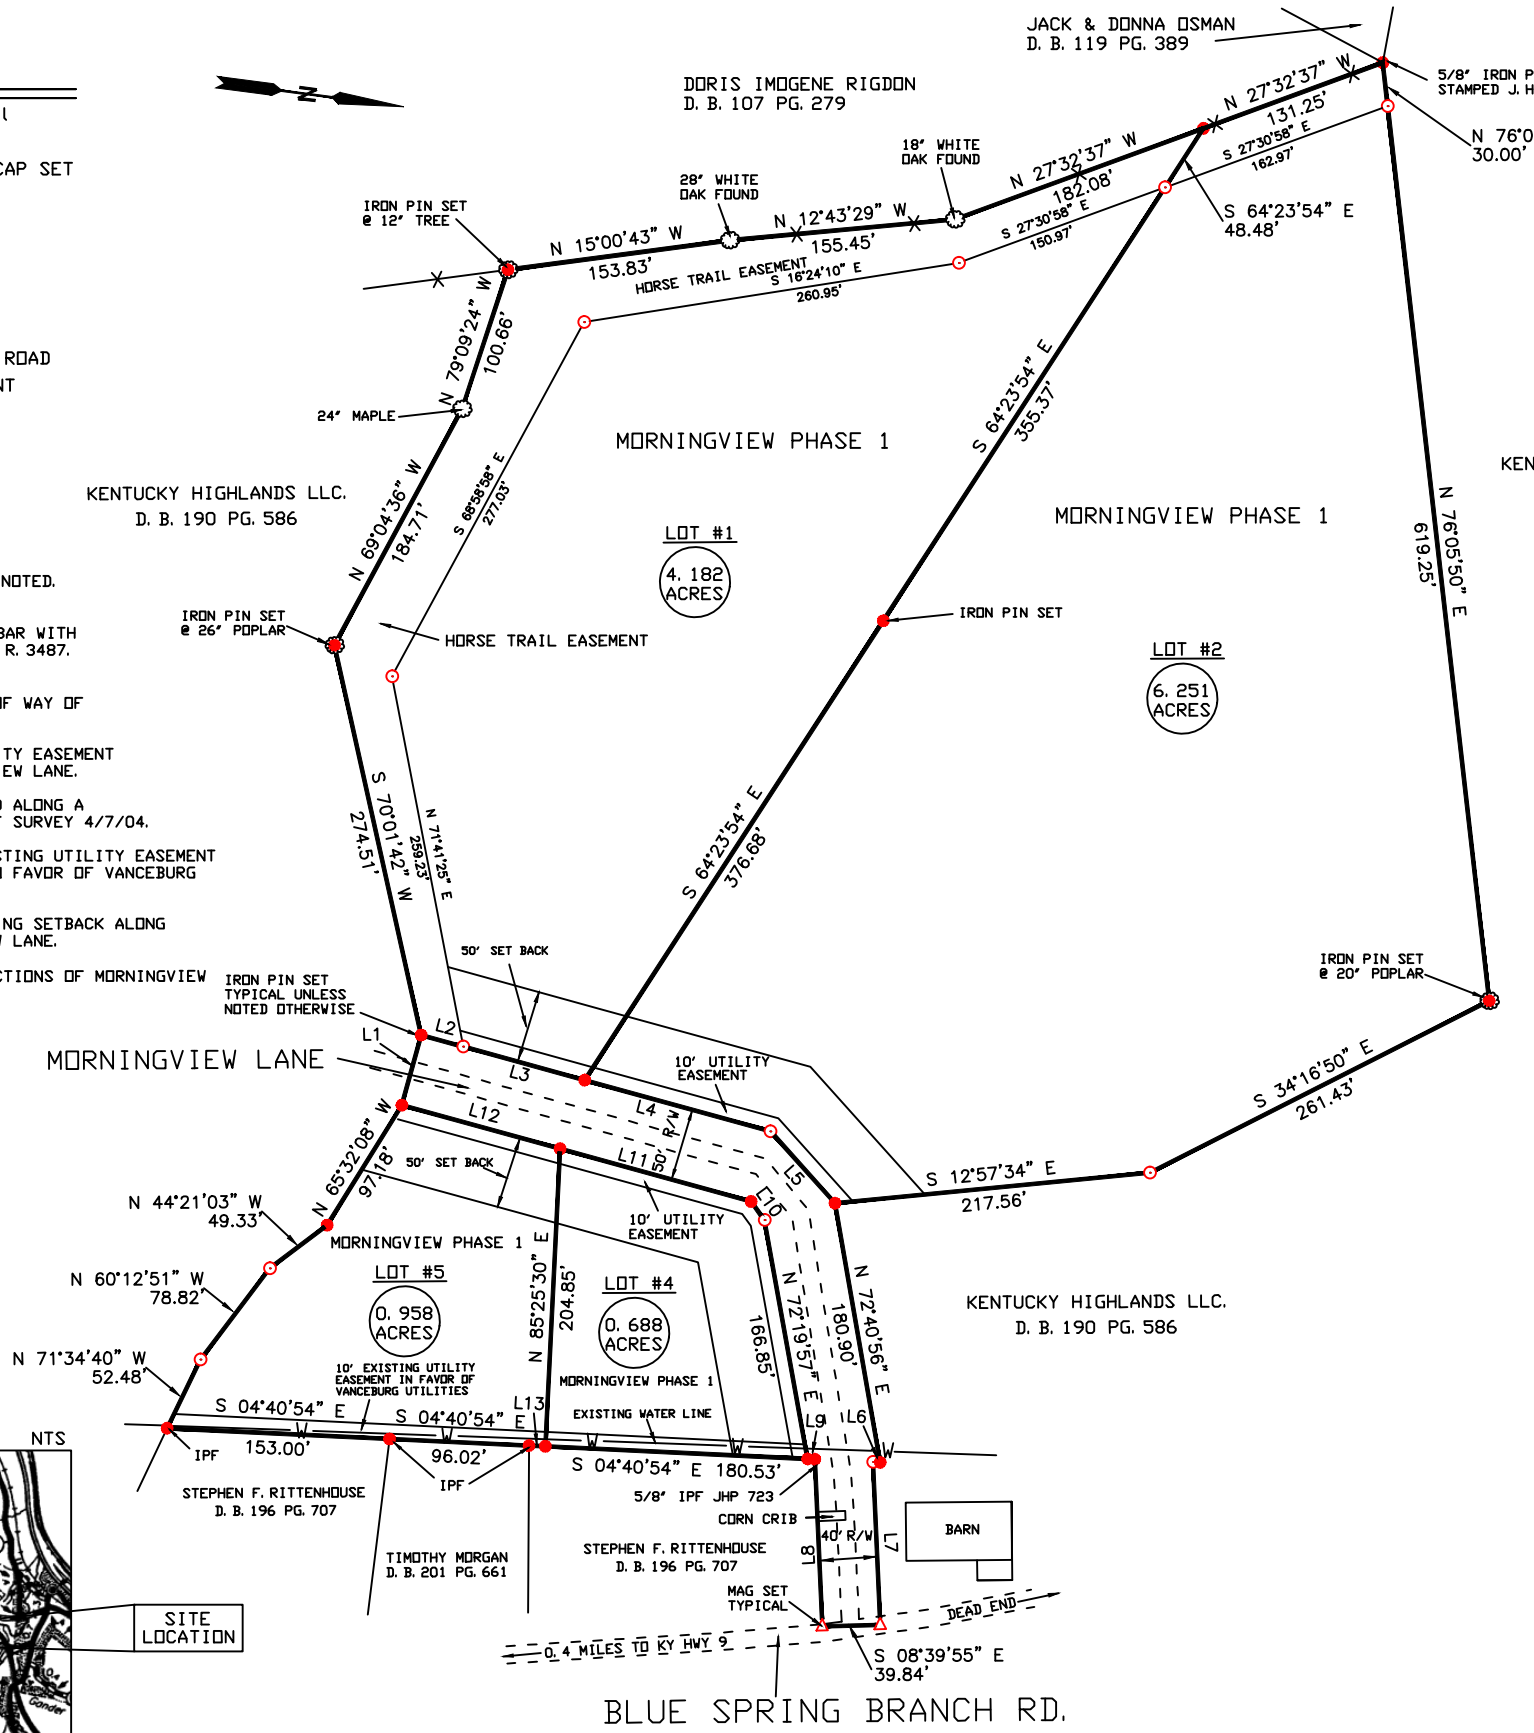 JACK & DONNA OSMAN
D. B. 119 PG. 389
DORIS IMOGENE RIGDON
D. B. 107 PG. 279
N
CAP SET
ROAD
NOTED.
BAR WITH
R. 3487.
OF WAY OF
TY EASEMENT
EW LANE.
ALONG A
SURVEY 4/7/04.
STING UTILITY EASEMENT
FAVOR OF VANCEBURG
NG SETBACK ALONG
LANE.
CTIONS OF MORNINGVIEW
5/8" IRON P
STAMPED J. H
N 76°0
30.00'
N 27°32'37" W
131.25'
S 27°30'58" E
162.97'
S 64°23'54" E
48.48'
18" WHITE
OAK FOUND
N 27°32'37" W
182.08'
S 27°30'58" E
150.97'
28" WHITE
OAK FOUND
N 12°43'29" W
155.45'
IRON PIN SET
@ 12" TREE
N 15°00'43" W
153.83'
HORSE TRAIL EASEMENT
S 16°24'10" E
260.95'
N 79°09'24" W
100.66'
24" MAPLE
S 64°23'54" E
355.37'
MORNINGVIEW PHASE 1
KENTUCKY HIGHLANDS LLC.
D. B. 190 PG. 586
N 69°04'36" W
184.71'
S 68°58'58" E
277.03'
LOT #1
4. 182
ACRES
MORNINGVIEW PHASE 1
KEN
N 76°05'50" E
619.25'
IRON PIN SET
@ 26" POPLAR
HORSE TRAIL EASEMENT
IRON PIN SET
LOT #2
6. 251
ACRES
S 70°01'42" W
274.51'
N 71°41'25" E
259.23'
S 64°23'54" E
376.68'
50' SET BACK
IRON PIN SET
@ 20" POPLAR
IRON PIN SET
TYPICAL UNLESS
NOTED OTHERWISE
L1
L2
L3
MORNINGVIEW LANE
10' UTILITY
EASEMENT
L4
50' R/W
L12
L11
L5
L10
S 34°16'50" E
261.43'
S 12°57'34" E
217.56'
N 65°32'08" W
97.18'
50' SET BACK
10' UTILITY
EASEMENT
N 44°21'03" W
49.33'
N 60°12'51" W
78.82'
N 71°34'40" W
52.48'
MORNINGVIEW PHASE 1
LOT #5
0. 958
ACRES
N 85°25'30" E
204.85'
LOT #4
0. 688
ACRES
166.85'
N 72°19'57" E
180.90'
N 72°40'56" E
KENTUCKY HIGHLANDS LLC.
D. B. 190 PG. 586
10' EXISTING UTILITY
EASEMENT IN FAVOR OF
VANCEBURG UTILITIES
MORNINGVIEW PHASE 1
EXISTING WATER LINE
S 04°40'54" E
S 04°40'54" E
L13
L9
L6
W
W
W
W
W
IPF
153.00'
96.02'
IPF
S 04°40'54" E 180.53'
5/8" IPF JHP 723
STEPHEN F. RITTENHOUSE
D. B. 196 PG. 707
CORN CRIB
40' R/W
L8
L7
BARN
TIMOTHY MORGAN
D. B. 201 PG. 661
STEPHEN F. RITTENHOUSE
D. B. 196 PG. 707
MAG SET
TYPICAL
DEAD END
0. 4 MILES TO KY HWY 9
S 08°39'55" E
39.84'
BLUE SPRING BRANCH RD.
NTS
SITE
LOCATION
Gander